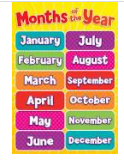 Months of the Year
January July
February August
March September
April October
May November
June December